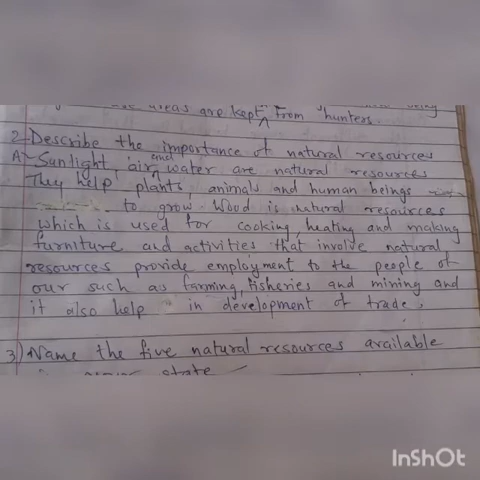 areas are kept from hunters.
2) Describe the importance of natural resources
A) Sunlight, air and water are natural resources
They help plants animals and human beings
to grow. Wood is natural resources
which is used for cooking, heating and making
furniture and activities that involve natural
resources provide employment to the people of
our such as farming, fisheries and mining and
it also help in development of trade.
3) Name the five natural resources available
state
InShOt